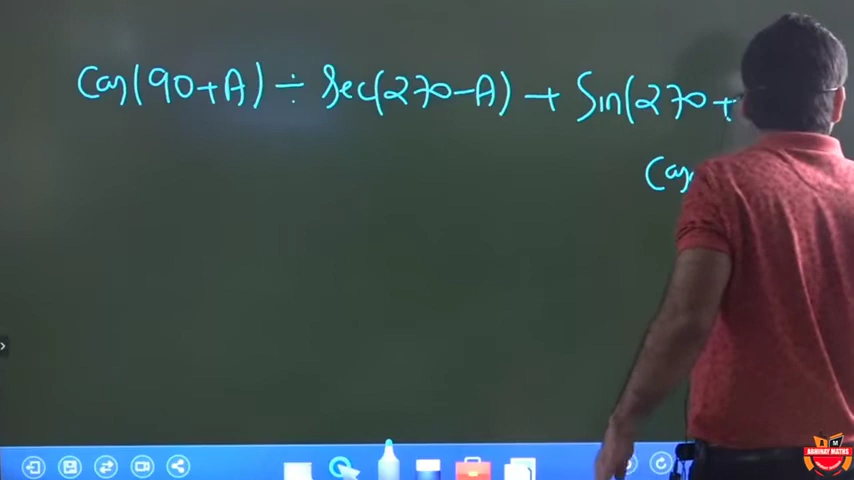 Cos(90+A) ÷ Sec(270-A) + Sin(270+
Cos
ABHINAY MATHS